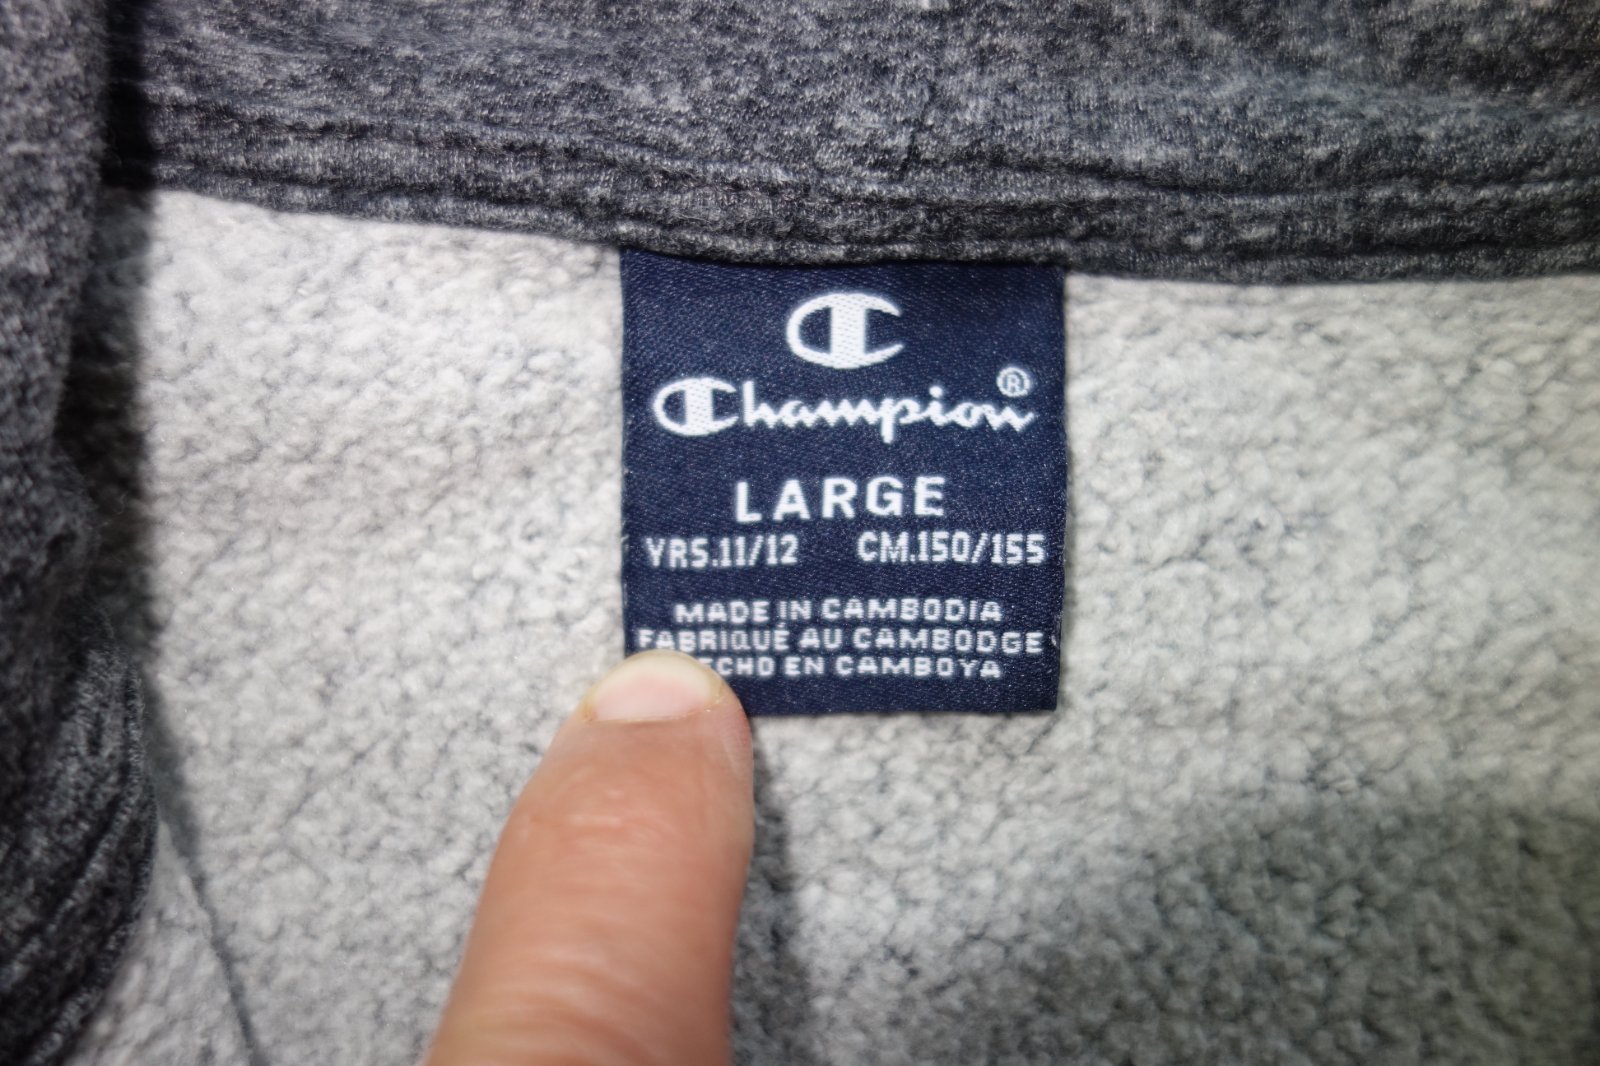 C
Champion®
LARGE
YRS.11/12 CM.150/155
MADE IN CAMBODIA
FABRIQUÉ AU CAMBODGE
EN CAMBOYA